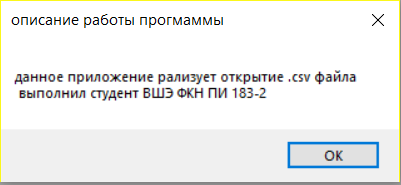 описание работы прогмаммы
данное приложение рализует открытие .csv файла
выполнил студент ВШЭ ФКН ПИ 183-2
OK